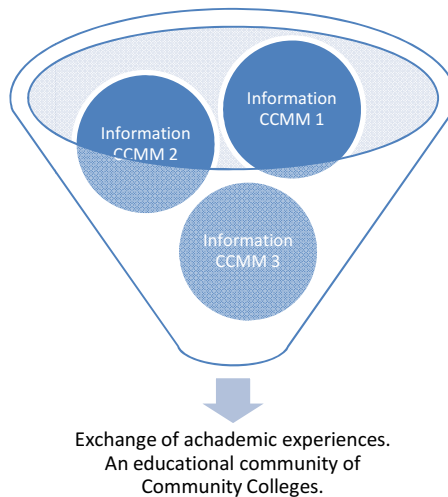 Information
CCMM 1
Information
CCMM 2
Information
CCMM 3
Exchange of achademic experiences.
An educational community of
Community Colleges.